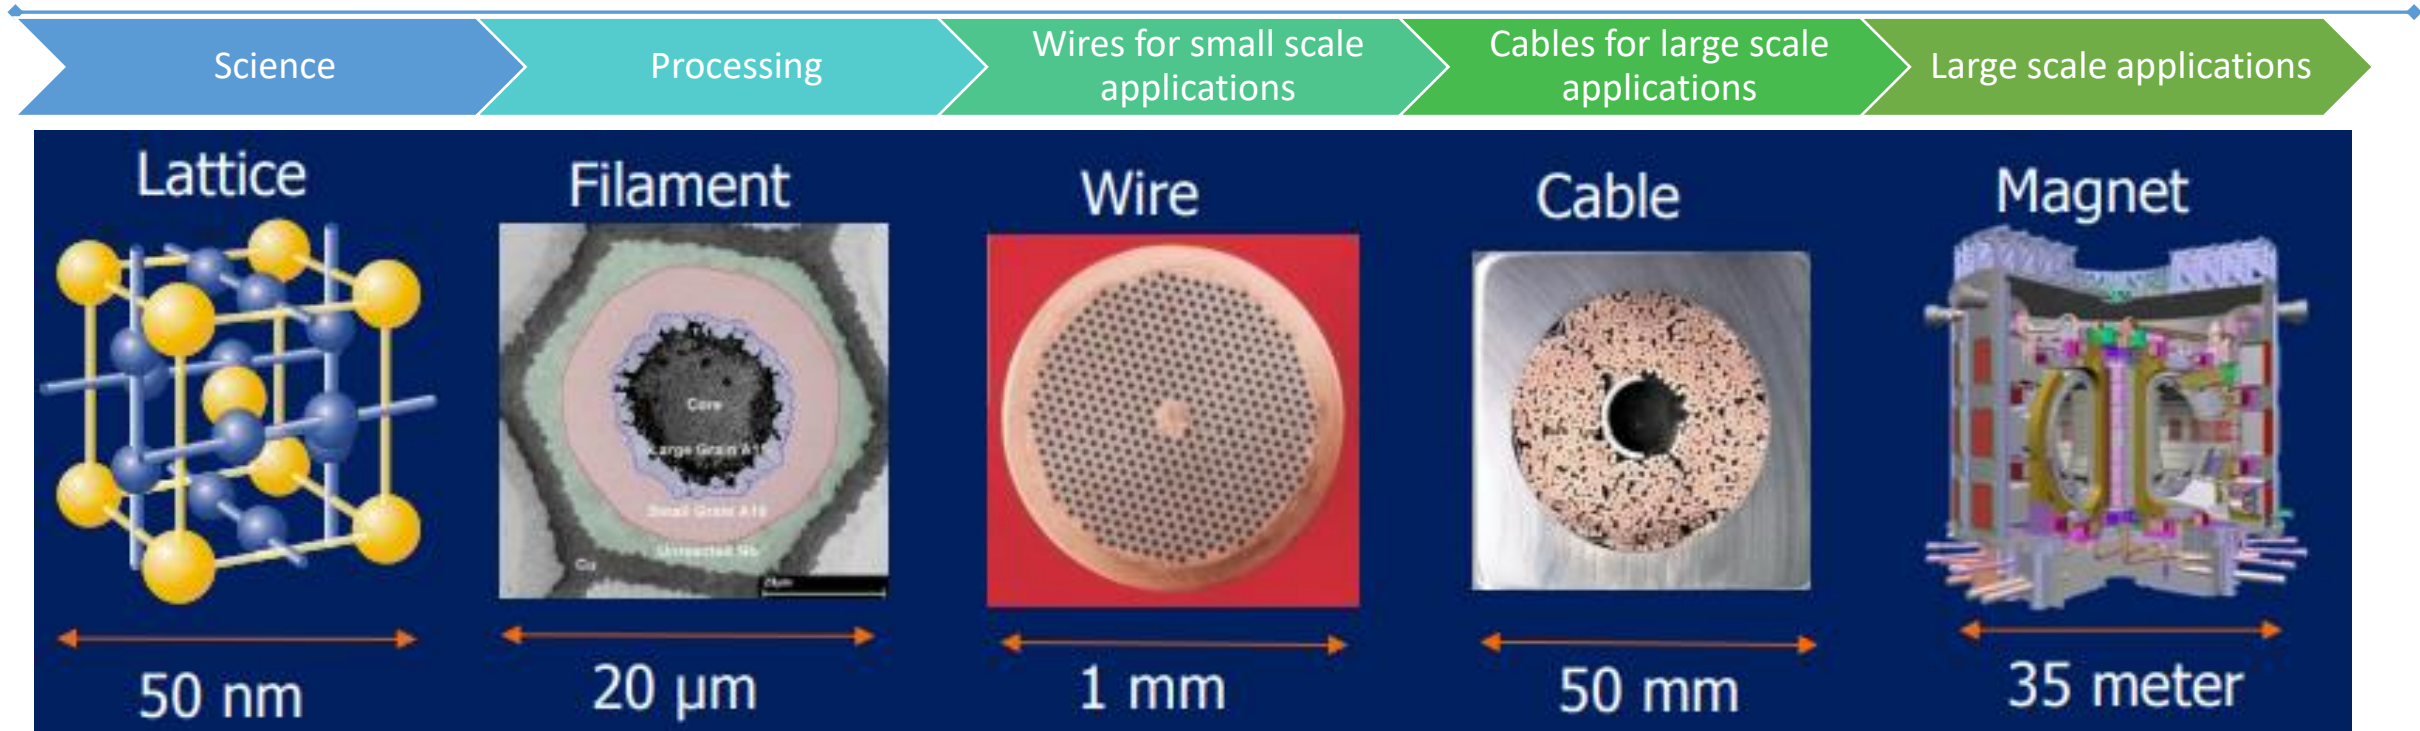 Science
Processing
Wires for small scale
applications
Cables for large scale
applications
Large scale applications
Lattice
Filament
Wire
Cable
Magnet
Core
Large Grain
Small Grain A15
Unreacted Nb
Cu
50 nm
20 μm
1 mm
50 mm
35 meter